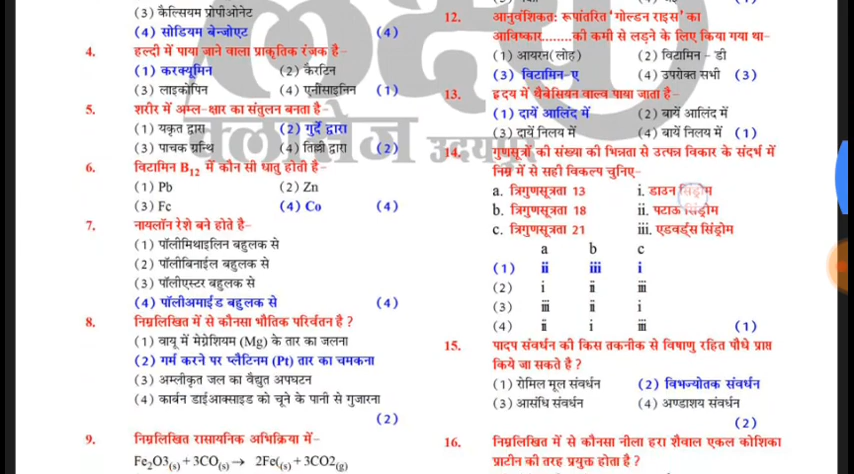 (3) कैल्सियम प्रोपीओनेट
(4) सोडियम बेन्जोएट (4)
4. हल्दी में पाया जाने वाला प्राकृतिक रंजक है-
(1) करक्यूमिन (2) कैरटिन
(3) लाइकोपिन (4) एनीसाइनिन (1)
5. शरीर में अम्ल-क्षार का संतुलन बनता है-
(1) यकृत द्वारा (2) गुर्दे द्वारा
(3) पाचक ग्रन्थि (4) तिल्ली द्वारा (2)
6. विटामिन B12 में कौन सी धातु होती है-
(1) Pb (2) Zn
(3) Fc (4) Co (4)
7. नायलॉन रेशे बने होते है-
(1) पॉलीमिथाइलिन बहुलक से
(2) पॉलीबिनाईल बहुलक से
(3) पॉलीएस्टर बहुलक से
(4) पॉलीअमाईड बहुलक से (4)
8. निम्नलिखित में से कौनसा भौतिक परिवर्तन है ?
(1) वायू में मेग्नेशियम (Mg) के तार का जलना
(2) गर्म करने पर प्लैटिनम (Pt) तार का चमकना
(3) अम्लीकृत जल का वैद्युत अपघटन
(4) कार्बन डाईआक्साइड को चूने के पानी से गुजारना
(2)
9. निम्नलिखित रासायनिक अभिक्रिया में-
Fe2O3(s) + 3CO(s) → 2Fe((s) + 3CO2(g)
12. आनुवंशिकतः रूपांतरित 'गोल्डन राइस' का
आविष्कार........की कमी से लड़ने के लिए किया गया था-
(1) आयरन (लोह) (2) विटामिन - डी
(3) विटामिन-ए (4) उपरोक्त सभी (3)
13. हृदय में थैबेसियन वाल्व पाया जाता है-
(1) दायें आलिंद में (2) बायें आलिंद में
(3) दायें निलय में (4) बायें निलय में (1)
14. गुणसूत्रों की संख्या की भिन्नता से उत्पन्न विकार के संदर्भ में
निम्न में से सही विकल्प चुनिए-
a. त्रिगुणसूत्रता 13 i. डाउन सिंड्रोम
b. त्रिगुणसूत्रता 18 ii. पटाऊ सिंड्रोम
c. त्रिगुणसूत्रता 21 iii. एडवर्ड्स सिंड्रोम
a b c
(1) ii iii i
(2) i ii iii
(3) iii ii i
(4) ii i iii (1)
15. पादप संवर्धन की किस तकनीक से विषाणु रहित पौधे प्राप्त
किये जा सकते है ?
(1) रोमिल मूल संवर्धन (2) विभज्योतक संवर्धन
(3) आसंधि संवर्धन (4) अण्डाशय संवर्धन
(2)
16. निम्नलिखित में से कौनसा नीला हरा शैवाल एकल कोशिका
प्राटीन की तरह प्रयुक्त होता है ?
क्लासेज उदयपुर